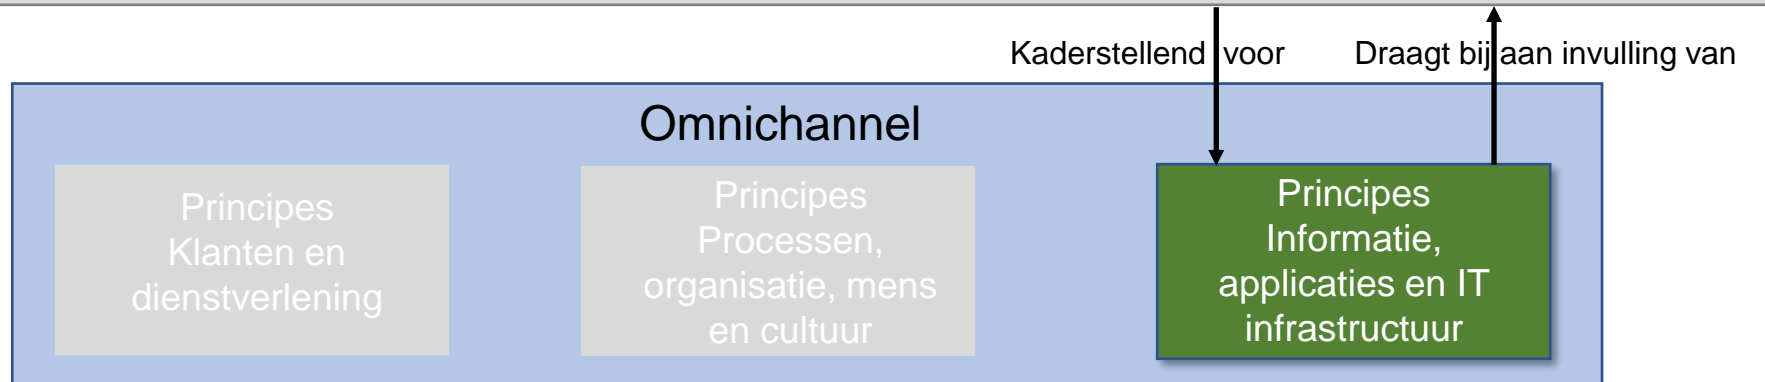 Kaderstellend voor
Draagt bij aan invulling van
Omnichannel
Principes
Klanten en
dienstverlening
Principes
Processen,
organisatie, mens
en cultuur
Principes
Informatie,
applicaties en IT
infrastructuur